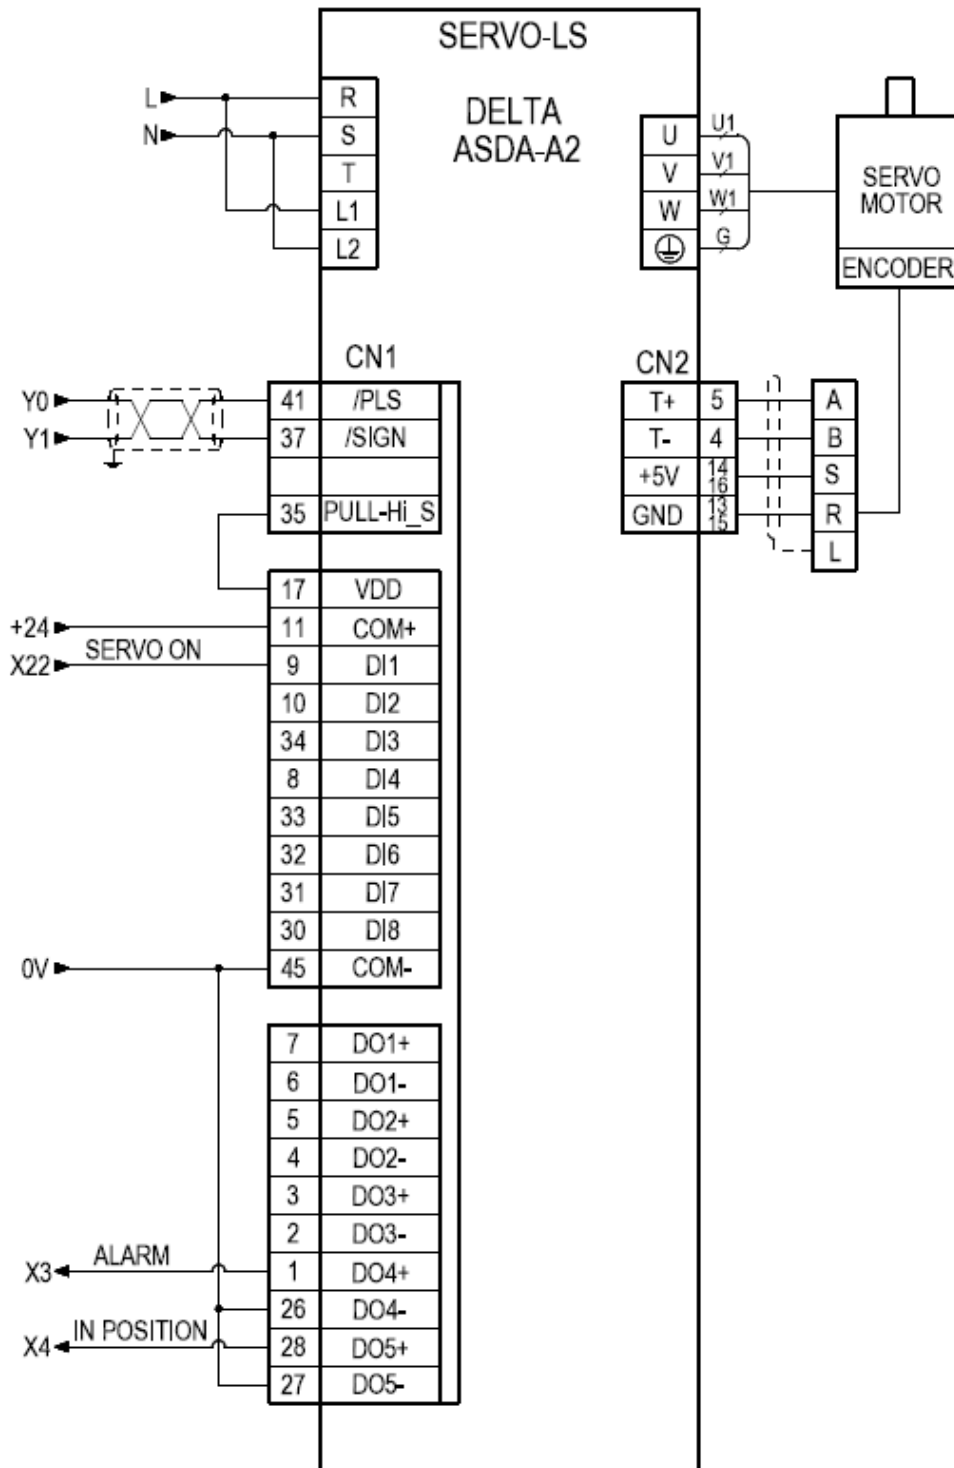 SERVO-LS
DELTA
ASDA-A2
L R
N S
T
L1
L2
U U1
V V1
W W1
G
SERVO
MOTOR
ENCODER
CN1
Y0 41 /PLS
Y1 37 /SIGN
35 PULL-Hi_S
CN2
T+ 5 A
T- 4 B
+5V 14 16 S
GND 13 15 R
L
17 VDD
+24 11 COM+
X22 SERVO ON 9 DI1
10 DI2
34 DI3
8 DI4
33 DI5
32 DI6
31 DI7
30 DI8
0V 45 COM-
7 DO1+
6 DO1-
5 DO2+
4 DO2-
3 DO3+
2 DO3-
X3 ALARM 1 DO4+
26 DO4-
X4 IN POSITION 28 DO5+
27 DO5-